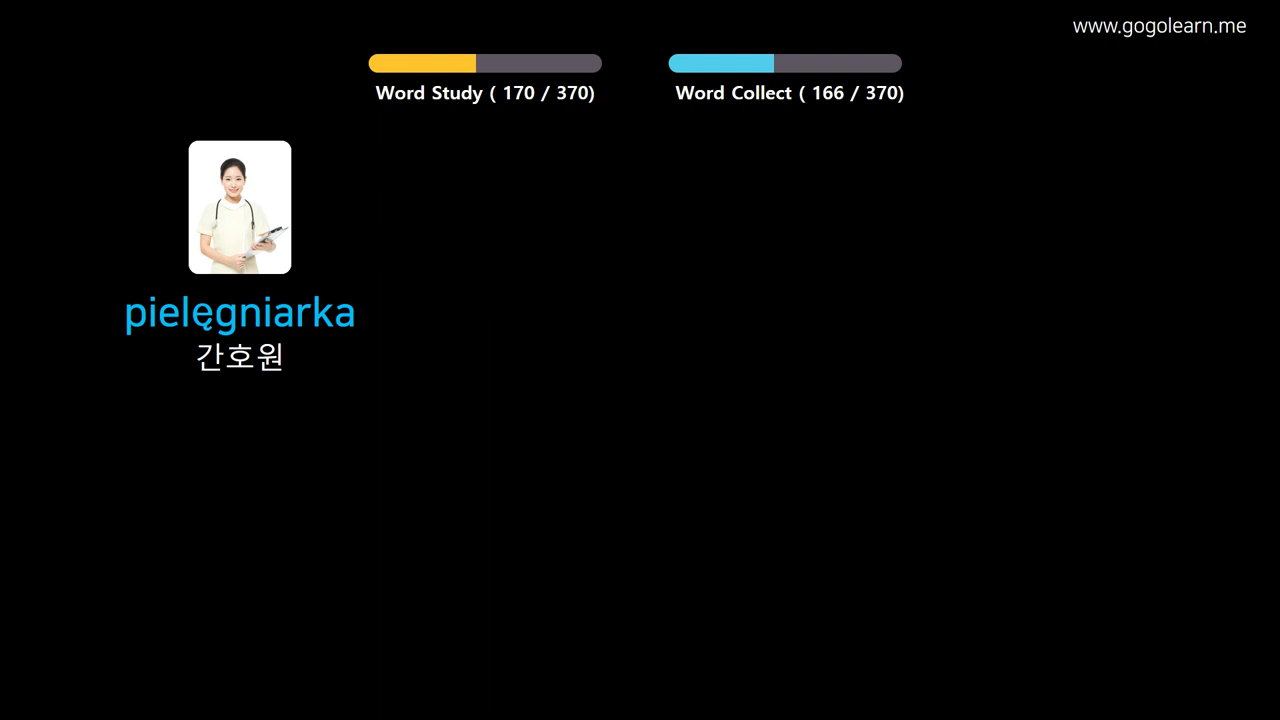 www.gogolearn.me
Word Study ( 170 / 370)
Word Collect ( 166 / 370)
pielęgniarka
간호원